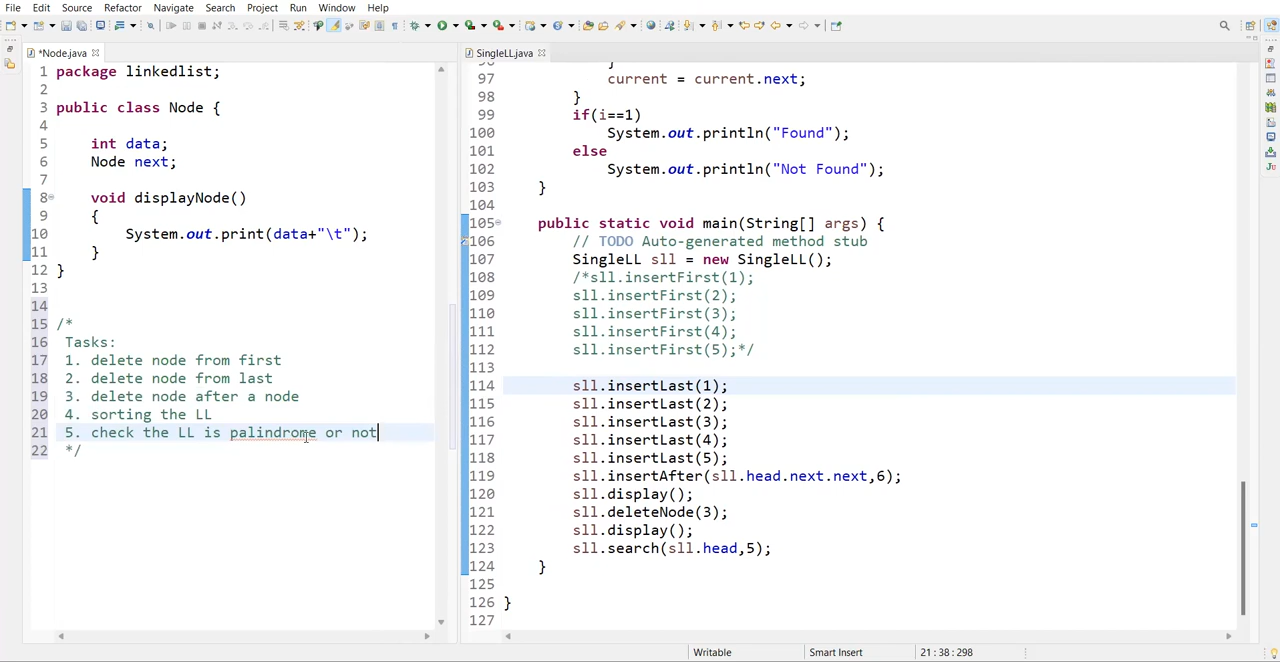 File Edit Source Refactor Navigate Search Project Run Window Help
*Node.java
1 package linkedlist;
2
3 public class Node {
4
5 int data;
6 Node next;
7
8 void displayNode()
9 {
10 System.out.print(data+"\t");
11 }
12 }
13
14
15 /*
16 Tasks:
17 1. delete node from first
18 2. delete node from last
19 3. delete node after a node
20 4. sorting the LL
21 5. check the LL is palindrome or not
22 */
SingleLL.java
97 current = current.next;
98 }
99 if(i==1)
100 System.out.println("Found");
101 else
102 System.out.println("Not Found");
103 }
104
105 public static void main(String[] args) {
106 // TODO Auto-generated method stub
107 SingleLL sll = new SingleLL();
108 /*sll.insertFirst(1);
109 sll.insertFirst(2);
110 sll.insertFirst(3);
111 sll.insertFirst(4);
112 sll.insertFirst(5);*/
113
114 sll.insertLast(1);
115 sll.insertLast(2);
116 sll.insertLast(3);
117 sll.insertLast(4);
118 sll.insertLast(5);
119 sll.insertAfter(sll.head.next.next,6);
120 sll.display();
121 sll.deleteNode(3);
122 sll.display();
123 sll.search(sll.head,5);
124 }
125
126 }
127
Writable Smart Insert 21 : 38 : 298